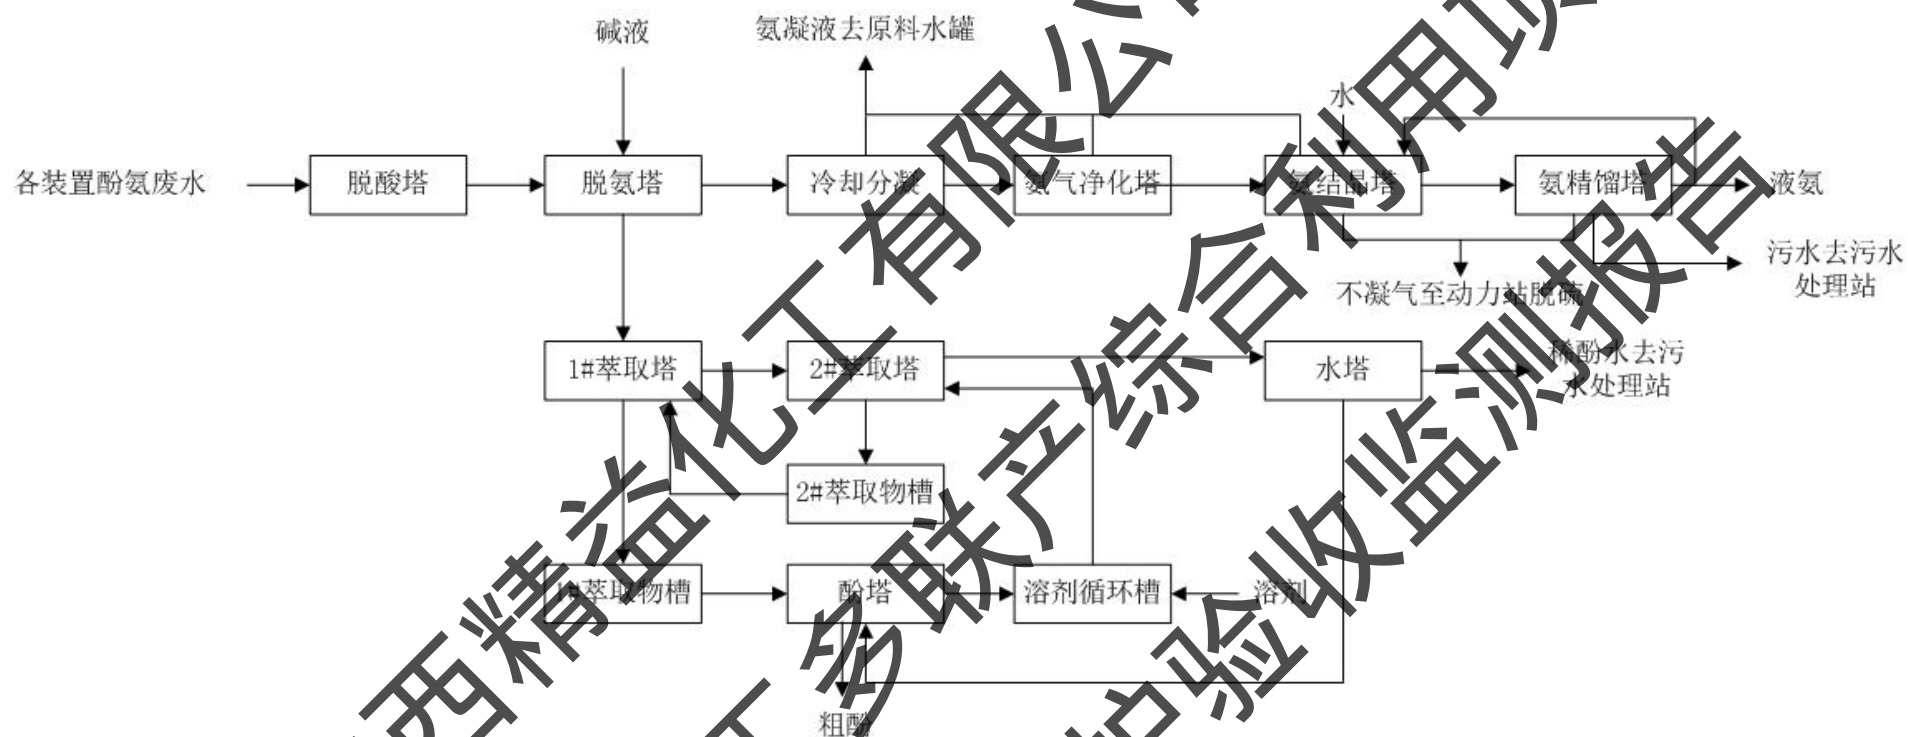 碱液
氨凝液去原料水罐
水
各装置酚氨废水
脱酸塔
脱氨塔
冷却分凝
氨气净化塔
氨结晶塔
氨精馏塔
液氨
污水去污水
处理站
不凝气至动力站脱硫
1#萃取塔
2#萃取塔
水塔
稀酚水去污
水处理站
2#萃取物槽
1#萃取物槽
酚塔
溶剂循环槽
溶剂
粗酚
西精益化工有限公
工多联产综合利用项
护验收监测报告